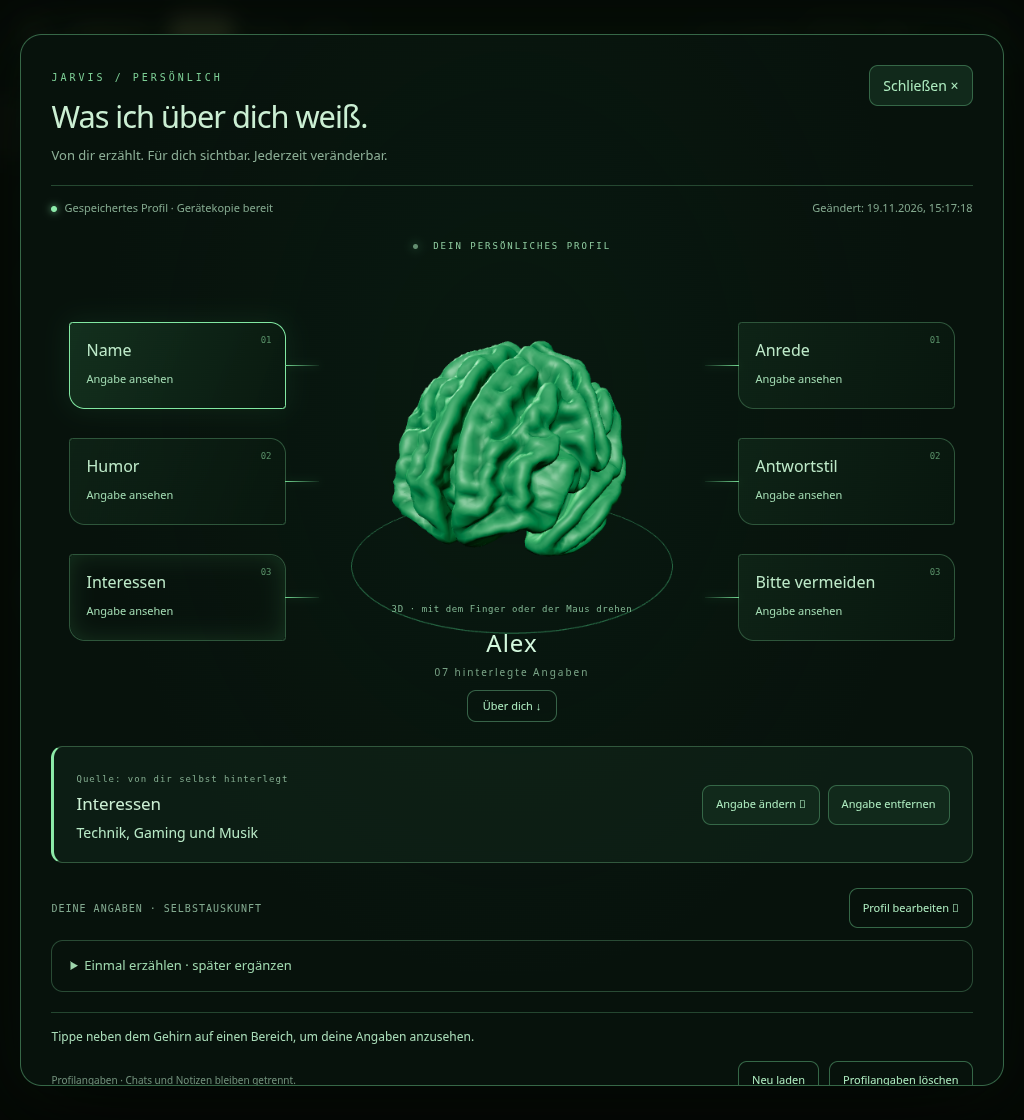 JARVIS / PERSÖNLICH
Schließen ×
Was ich über dich weiß.
Von dir erzählt. Für dich sichtbar. Jederzeit veränderbar.
Gespeichertes Profil · Gerätekopie bereit
Geändert: 19.11.2026, 15:17:18
DEIN PERSÖNLICHES PROFIL
01
Name
Angabe ansehen
02
Humor
Angabe ansehen
03
Interessen
Angabe ansehen
01
Anrede
Angabe ansehen
02
Antwortstil
Angabe ansehen
03
Bitte vermeiden
Angabe ansehen
3D · mit dem Finger oder der Maus drehen
Alex
07 hinterlegte Angaben
Über dich ↓
Quelle: von dir selbst hinterlegt
Interessen
Technik, Gaming und Musik
Angabe ändern
Angabe entfernen
DEINE ANGABEN · SELBSTAUSKUNFT
Profil bearbeiten
▶ Einmal erzählen · später ergänzen
Tippe neben dem Gehirn auf einen Bereich, um deine Angaben anzusehen.
Profilangaben · Chats und Notizen bleiben getrennt.
Neu laden
Profilangaben löschen